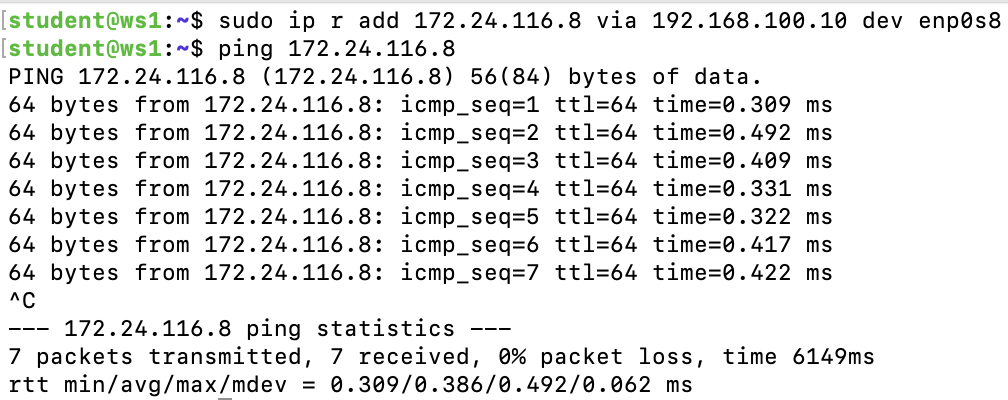 [student@ws1:~$ sudo ip r add 172.24.116.8 via 192.168.100.10 dev enp0s8
[student@ws1:~$ ping 172.24.116.8
PING 172.24.116.8 (172.24.116.8) 56(84) bytes of data.
64 bytes from 172.24.116.8: icmp_seq=1 ttl=64 time=0.309 ms
64 bytes from 172.24.116.8: icmp_seq=2 ttl=64 time=0.492 ms
64 bytes from 172.24.116.8: icmp_seq=3 ttl=64 time=0.409 ms
64 bytes from 172.24.116.8: icmp_seq=4 ttl=64 time=0.331 ms
64 bytes from 172.24.116.8: icmp_seq=5 ttl=64 time=0.322 ms
64 bytes from 172.24.116.8: icmp_seq=6 ttl=64 time=0.417 ms
64 bytes from 172.24.116.8: icmp_seq=7 ttl=64 time=0.422 ms
^C
--- 172.24.116.8 ping statistics ---
7 packets transmitted, 7 received, 0% packet loss, time 6149ms
rtt min/avg/max/mdev = 0.309/0.386/0.492/0.062 ms